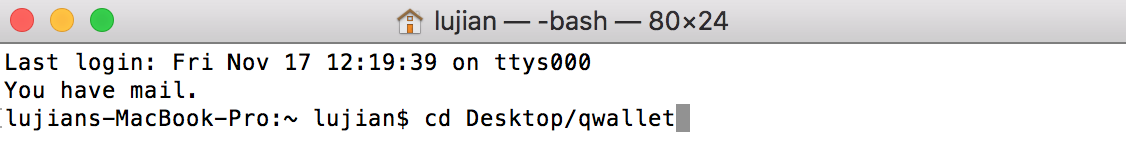 lujian — -bash — 80×24
Last login: Fri Nov 17 12:19:39 on ttys000
You have mail.
lujians-MacBook-Pro:~ lujian$ cd Desktop/qwallet